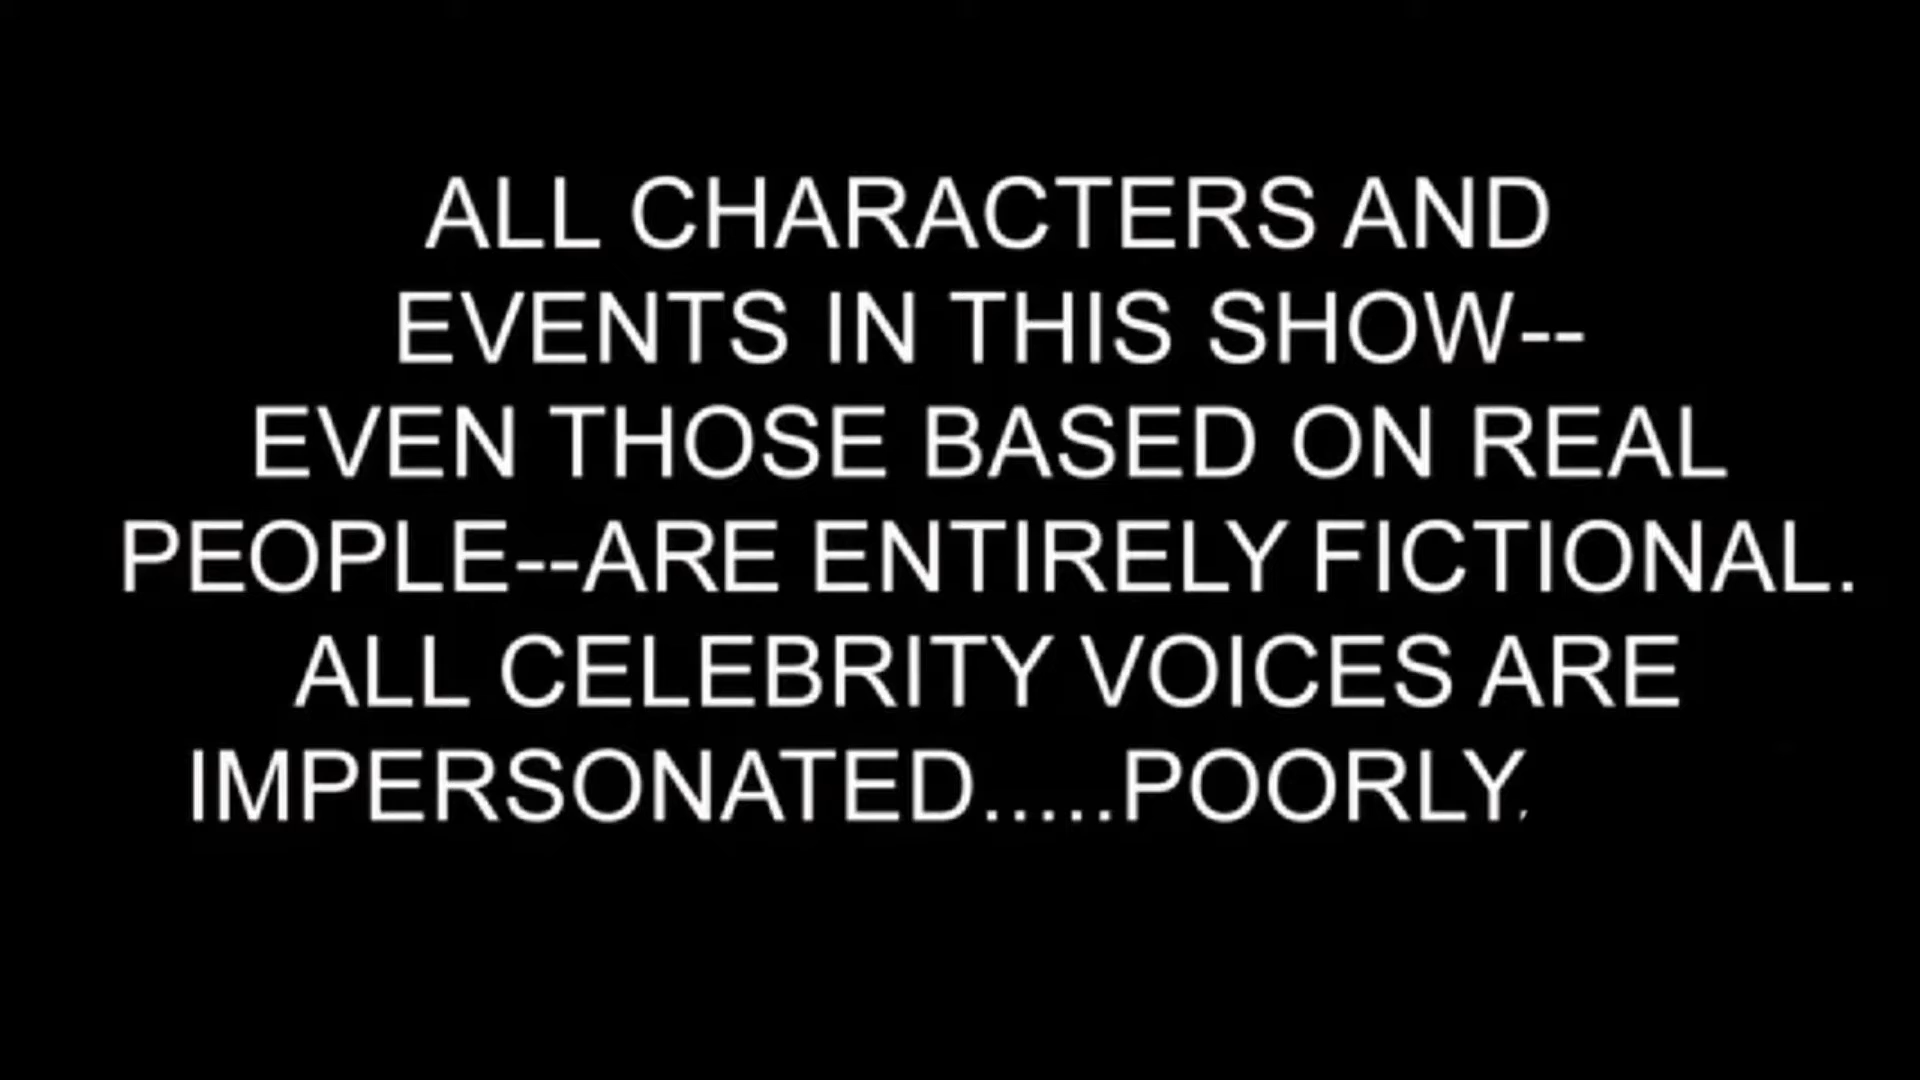 ALL CHARACTERS AND
EVENTS IN THIS SHOW--
EVEN THOSE BASED ON REAL
PEOPLE--ARE ENTIRELY FICTIONAL.
ALL CELEBRITY VOICES ARE
IMPERSONATED.....POORLY.